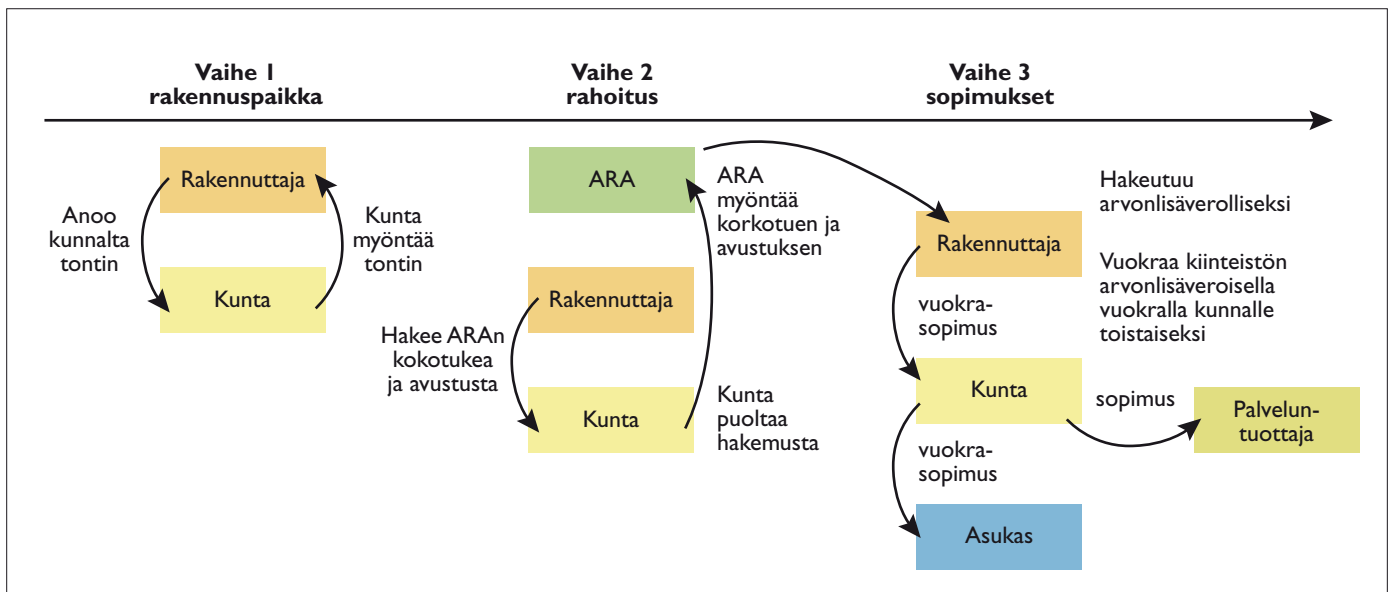 Vaihe 1
rakennuspaikka
Vaihe 2
rahoitus
Vaihe 3
sopimukset
Rakennuttaja
Anoo
kunnalta
tontin
Kunta
myöntää
tontin
Kunta
ARA
ARA
myöntää
korkotuen ja
avustuksen
Rakennuttaja
Hakee ARAn
kokotukea
ja avustusta
Kunta
Kunta
puoltaa
hakemusta
Rakennuttaja
Hakeutuu
arvonlisäverolliseksi
Vuokraa kiinteistön
arvonlisäveroisella
vuokralla kunnalle
toistaiseksi
vuokra-
sopimus
Kunta
sopimus
Palvelun-
tuottaja
vuokra-
sopimus
Asukas